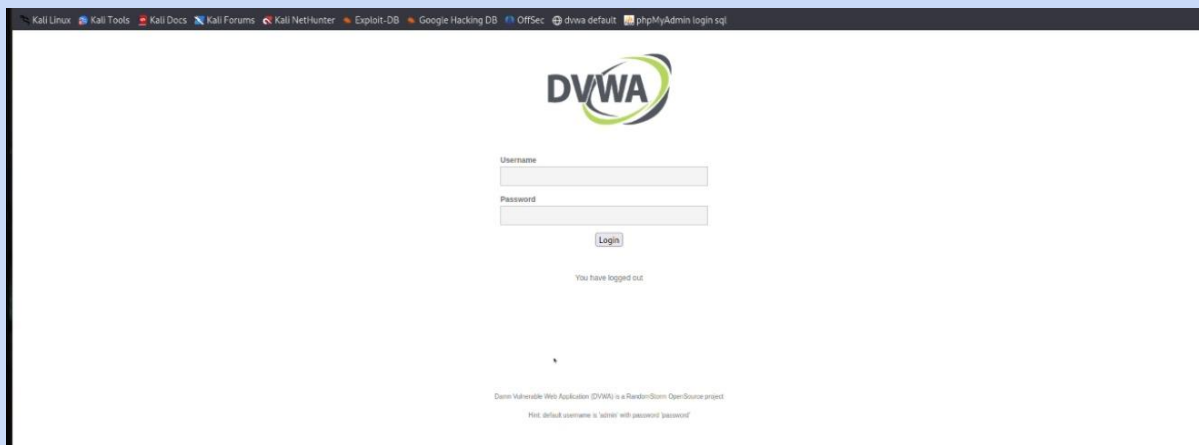 Kali Linux Kali Tools Kali Docs Kali Forums Kali NetHunter Exploit-DB Google Hacking DB OffSec dvwa default phpMyAdmin login sql
DVWA
Username
Password
Login
You have logged out
Damn Vulnerable Web Application (DVWA) is a RandomStorm OpenSource project
Hint: default username is 'admin' with password 'password'